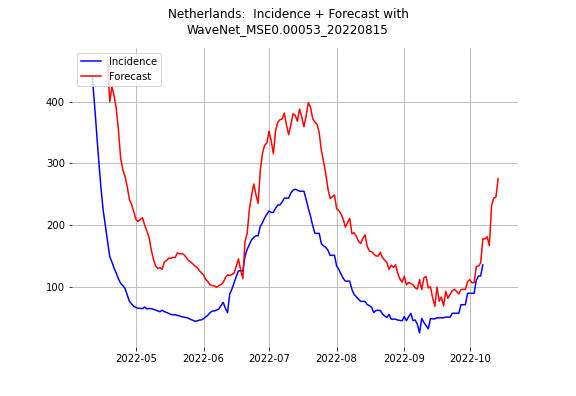 Netherlands:  Incidence + Forecast with
WaveNet_MSE0.00053_20220815
Incidence
Forecast
400
300
200
100
2022-05 2022-06 2022-07 2022-08 2022-09 2022-10